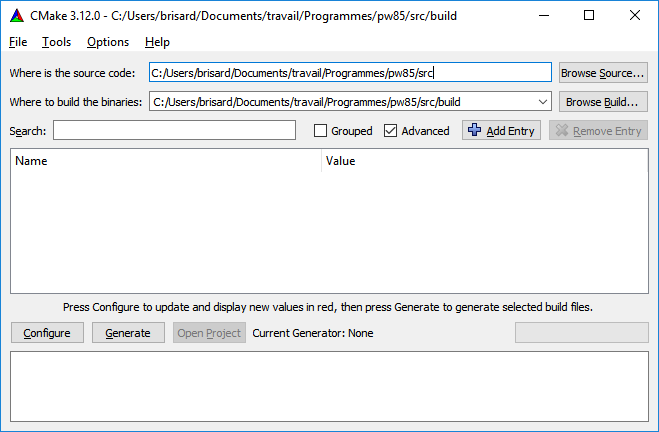 CMake 3.12.0 - C:/Users/brisard/Documents/travail/Programmes/pw85/src/build
File Tools Options Help
Where is the source code: C:/Users/brisard/Documents/travail/Programmes/pw85/src Browse Source...
Where to build the binaries: C:/Users/brisard/Documents/travail/Programmes/pw85/src/build Browse Build...
Search: Grouped Advanced Add Entry Remove Entry
Name Value
Press Configure to update and display new values in red, then press Generate to generate selected build files.
Configure Generate Open Project Current Generator: None